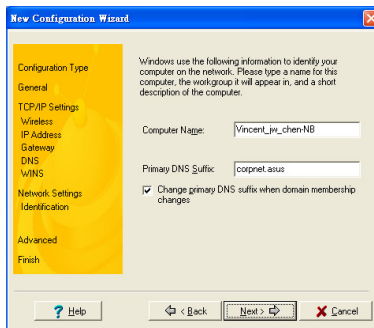 New Configuration Wizard
Configuration Type
General
TCP/IP Settings
Wireless
IP Address
Gateway
DNS
WINS
Network Settings
Identification
Advanced
Finish
Windows use the following information to identify your
computer on the network. Please type a name for this
computer, the workgroup it will appear in, and a short
description of the computer.
Computer Name: Vincent_jw_chen-NB
Primary DNS Suffix: corpnet.asus
Change primary DNS suffix when domain membership
changes
? Help
< Back
Next >
Cancel